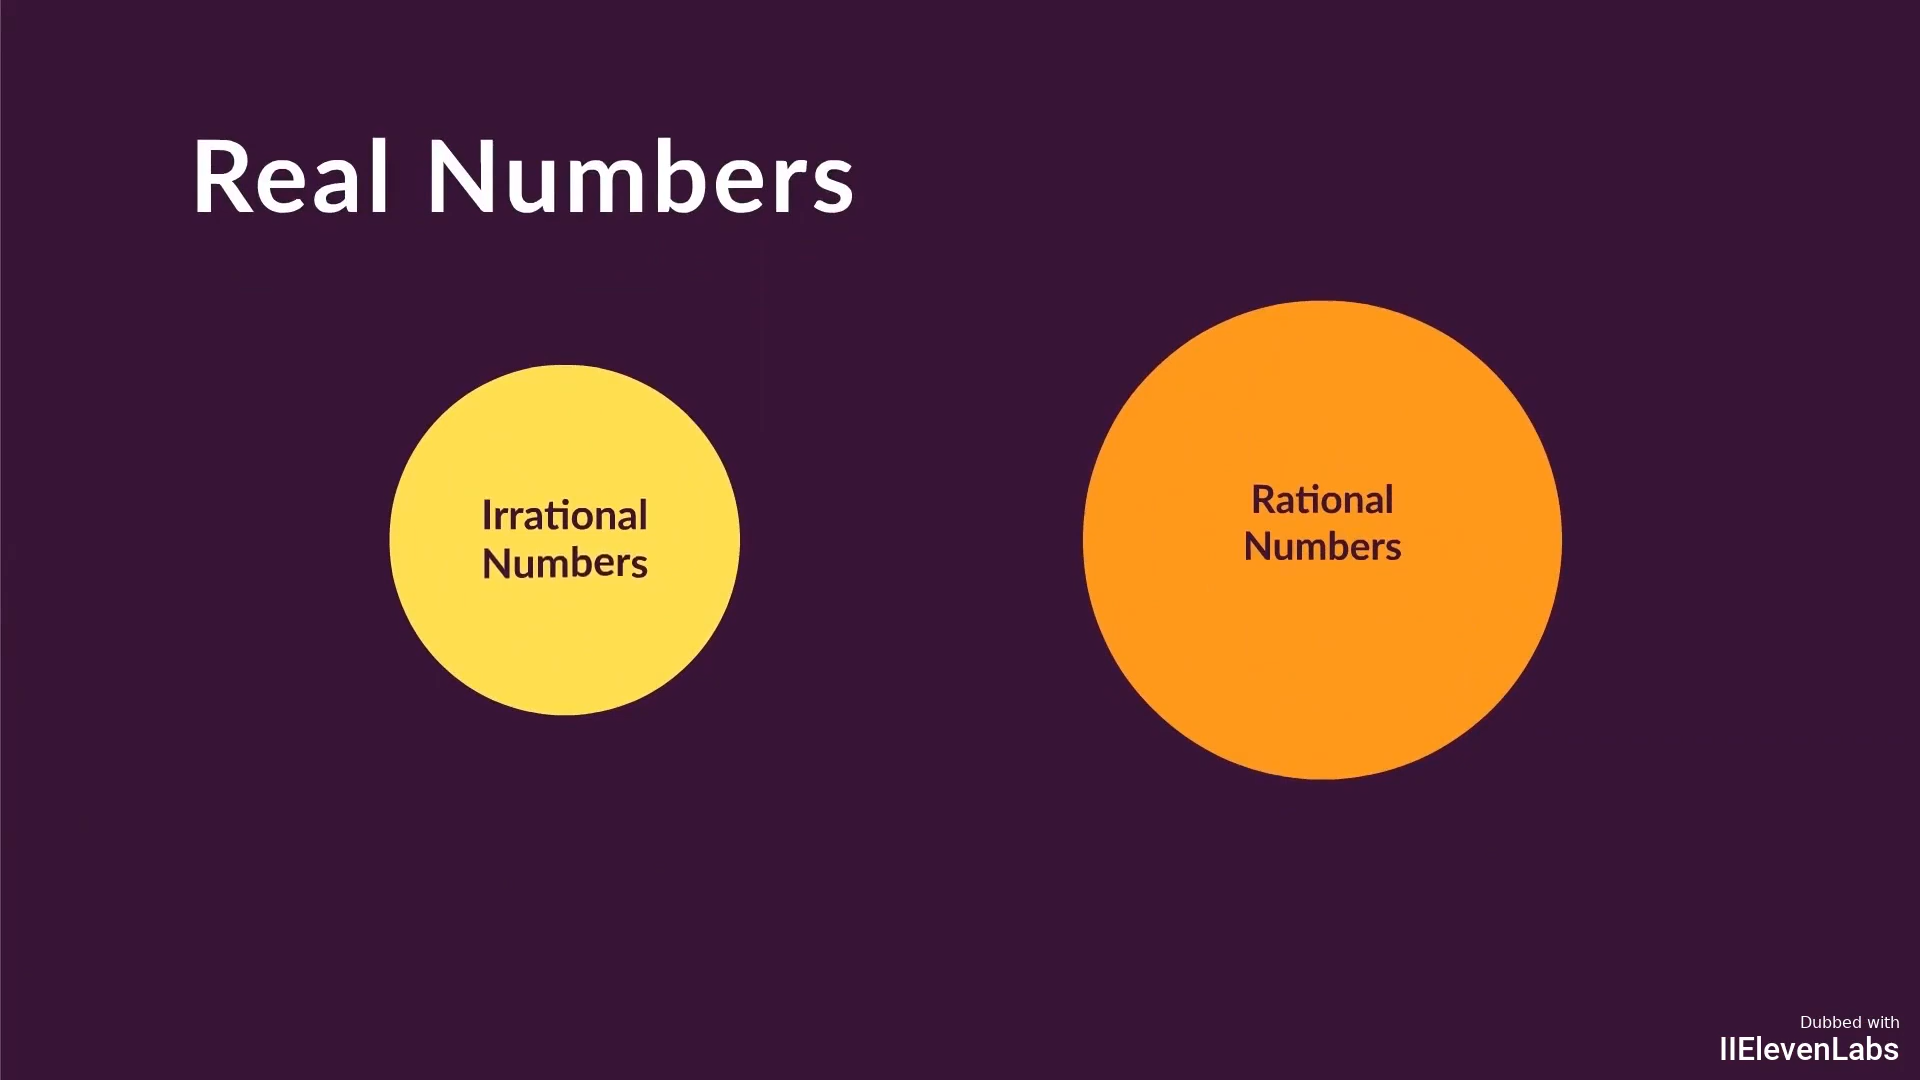 Real Numbers
Irrational
Numbers
Rational
Numbers
Dubbed with
IIElevenLabs